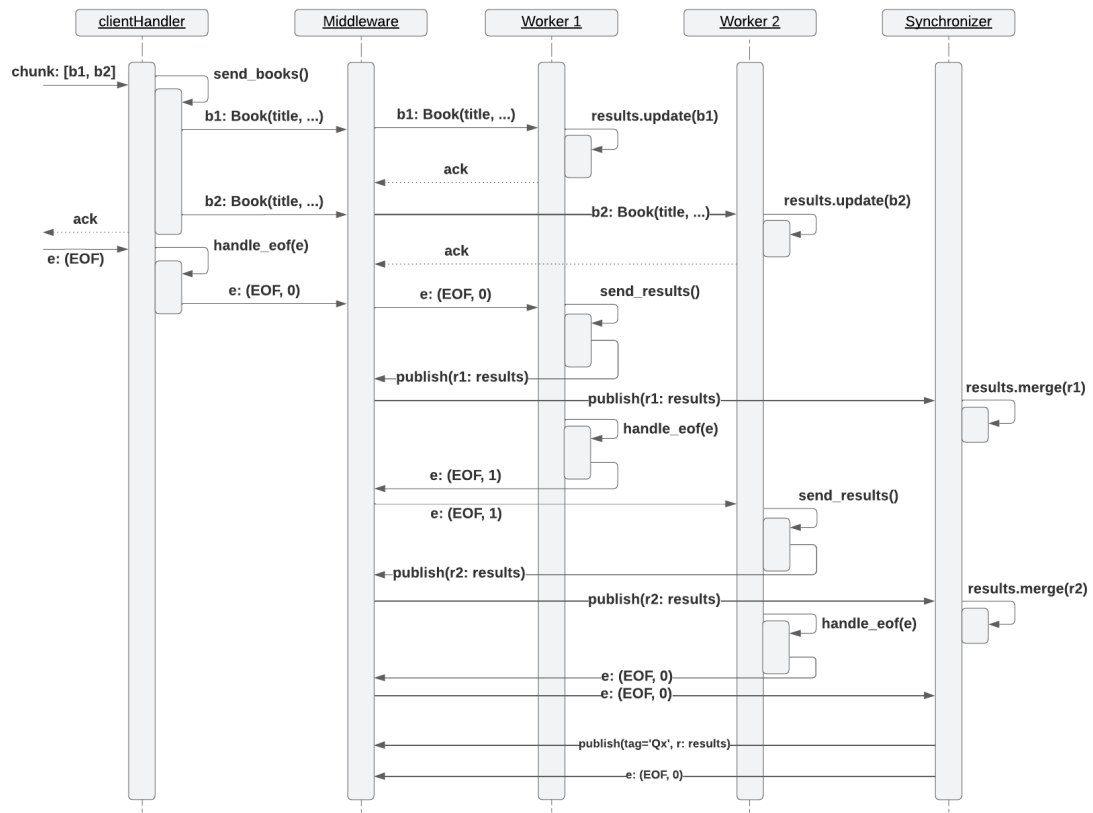 clientHandler
Middleware
Worker 1
Worker 2
Synchronizer
chunk: [b1, b2]
send_books()
b1: Book(title, ...)
b1: Book(title, ...)
results.update(b1)
ack
b2: Book(title, ...)
b2: Book(title, ...)
results.update(b2)
ack
handle_eof(e)
ack
e: (EOF)
e: (EOF, 0)
e: (EOF, 0)
send_results()
publish(r1: results)
results.merge(r1)
publish(r1: results)
handle_eof(e)
e: (EOF, 1)
send_results()
e: (EOF, 1)
publish(r2: results)
results.merge(r2)
publish(r2: results)
handle_eof(e)
e: (EOF, 0)
e: (EOF, 0)
publish(tag='Qx', r: results)
e: (EOF, 0)